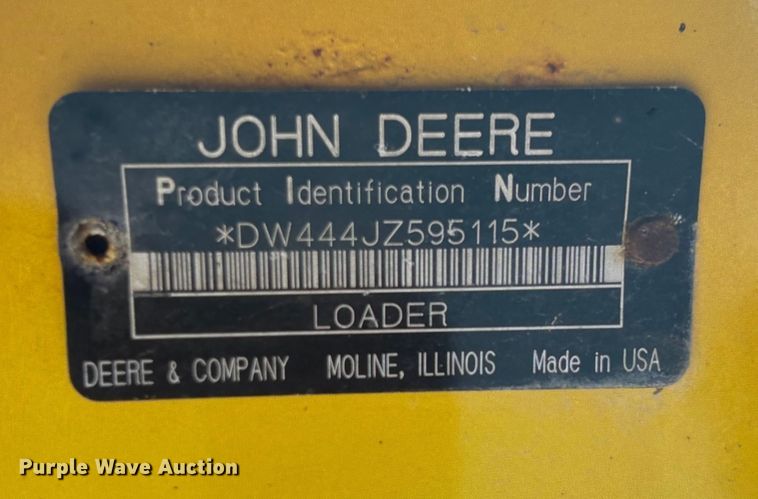 JOHN DEERE
Product Identification Number
*DW444JZ595115*
LOADER
DEERE & COMPANY MOLINE, ILLINOIS Made in USA
Purple Wave Auction